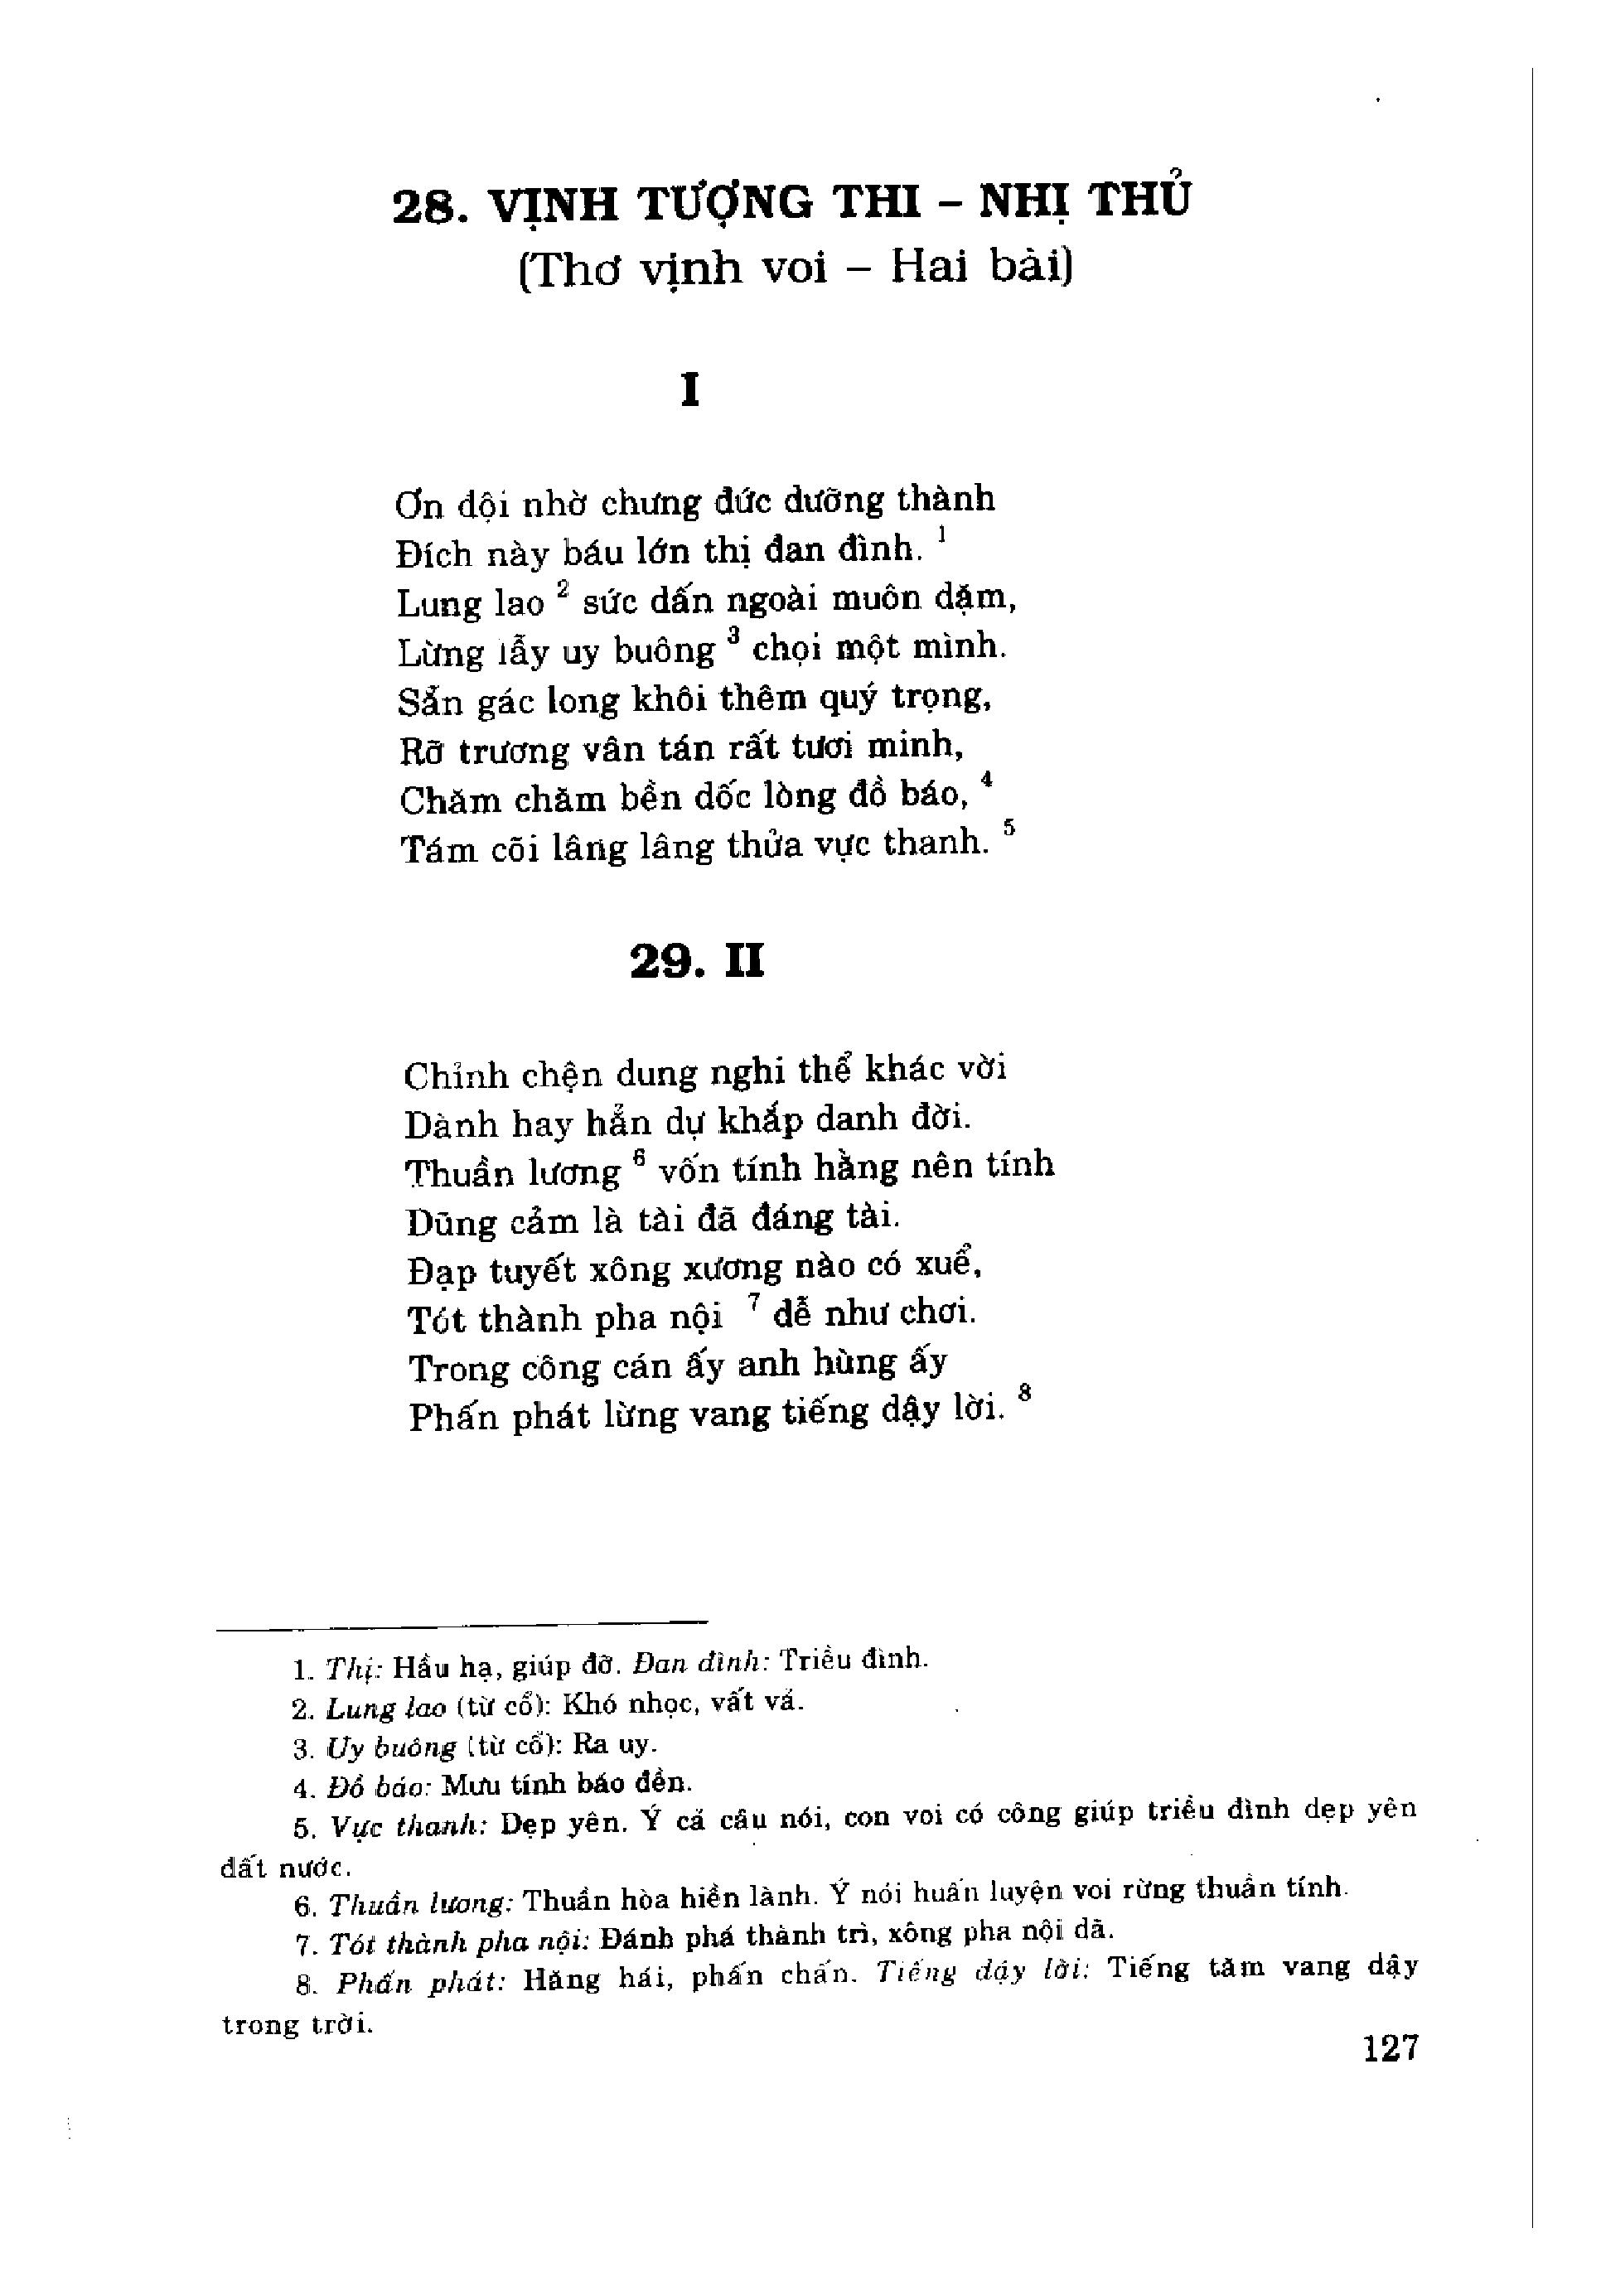 28. VỊNH TƯỢNG THI – NHỊ THỦ
(Thơ vịnh voi – Hai bài)
I
Ơn dội nhờ chưng đức dưỡng thành
Đích này báu lớn thị đan đình. 1
Lung lao 2 sức dấn ngoài muôn dặm,
Lừng lẫy uy buông 3 chọi một mình.
Sẵn gác long khôi thêm quý trọng,
Rỡ trương vân tán rất tươi minh,
Chăm chăm bền dốc lòng đồ báo, 4
Tám cõi lâng lâng thửa vực thanh. 5
29. II
Chỉnh chện dung nghi thể khác vời
Dành hay hẳn dự khắp danh đời.
Thuần lương 6 vốn tính hằng nên tính
Dũng cảm là tài đã đáng tài.
Đạp tuyết xông xương nào có xuể,
Tót thành pha nội 7 dễ như chơi.
Trong công cán ấy anh hùng ấy
Phấn phát lừng vang tiếng dậy lời. 8
1. Thị: Hầu hạ, giúp đỡ. Đan đình: Triều đình.
2. Lung lao (từ cổ): Khó nhọc, vất vả.
3. Uy buông (từ cổ): Ra uy.
4. Đồ báo: Mưu tính báo đền.
5. Vực thanh: Dẹp yên. Ý cả câu nói, con voi có công giúp triều đình dẹp yên
đất nước.
6. Thuần lương: Thuần hòa hiền lành. Ý nói huấn luyện voi rừng thuần tính.
7. Tót thành pha nội: Đánh phá thành trì, xông pha nội dã.
8. Phấn phát: Hăng hái, phấn chấn. Tiếng dậy lời: Tiếng tăm vang dậy
trong trời.
127